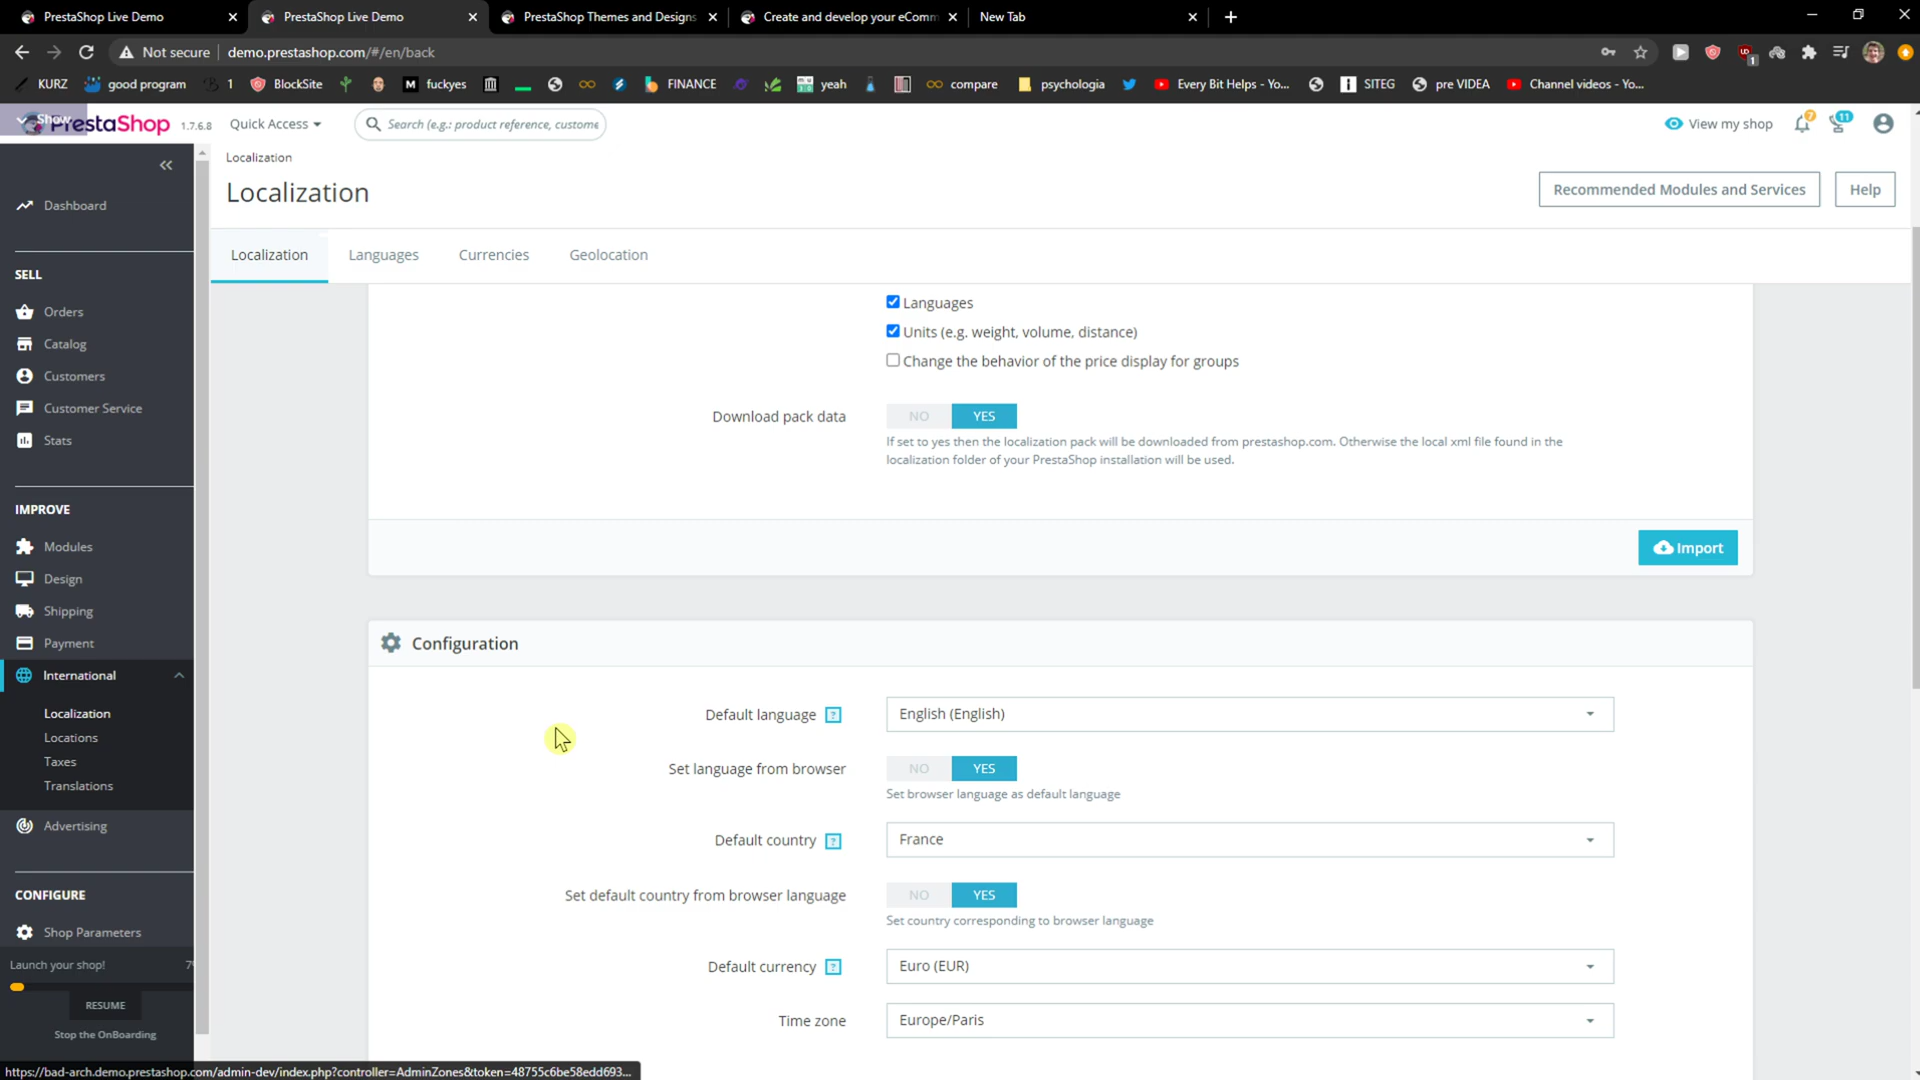 PrestaShop Live Demo
PrestaShop Live Demo
PrestaShop Themes and Designs
Create and develop your eComm
New Tab
Not secure
demo.prestashop.com/#/en/back
1
KURZ
good program
1
BlockSite
fuckyes
FINANCE
yeah
compare
psychologia
Every Bit Helps - Yo...
SITEG
pre VIDEA
Channel videos - Yo...
Show
PrestaShop
1.7.6.8
Quick Access
Search (e.g.: product reference, custome
View my shop
7
11
Localization
Localization
Recommended Modules and Services
Help
Localization
Languages
Currencies
Geolocation
Dashboard
SELL
Orders
Catalog
Customers
Customer Service
Stats
IMPROVE
Modules
Design
Shipping
Payment
International
Localization
Locations
Taxes
Translations
Advertising
CONFIGURE
Shop Parameters
Launch your shop!
RESUME
Stop the OnBoarding
Languages
Units (e.g. weight, volume, distance)
Change the behavior of the price display for groups
Download pack data
NO
YES
If set to yes then the localization pack will be downloaded from prestashop.com. Otherwise the local xml file found in the
localization folder of your PrestaShop installation will be used.
Import
Configuration
Default language ?
English (English)
Set language from browser
NO
YES
Set browser language as default language
Default country ?
France
Set default country from browser language
NO
YES
Set country corresponding to browser language
Default currency ?
Euro (EUR)
Time zone
Europe/Paris
https://bad-arch.demo.prestashop.com/admin-dev/index.php?controller=AdminZones&token=48755c6be58edd693...